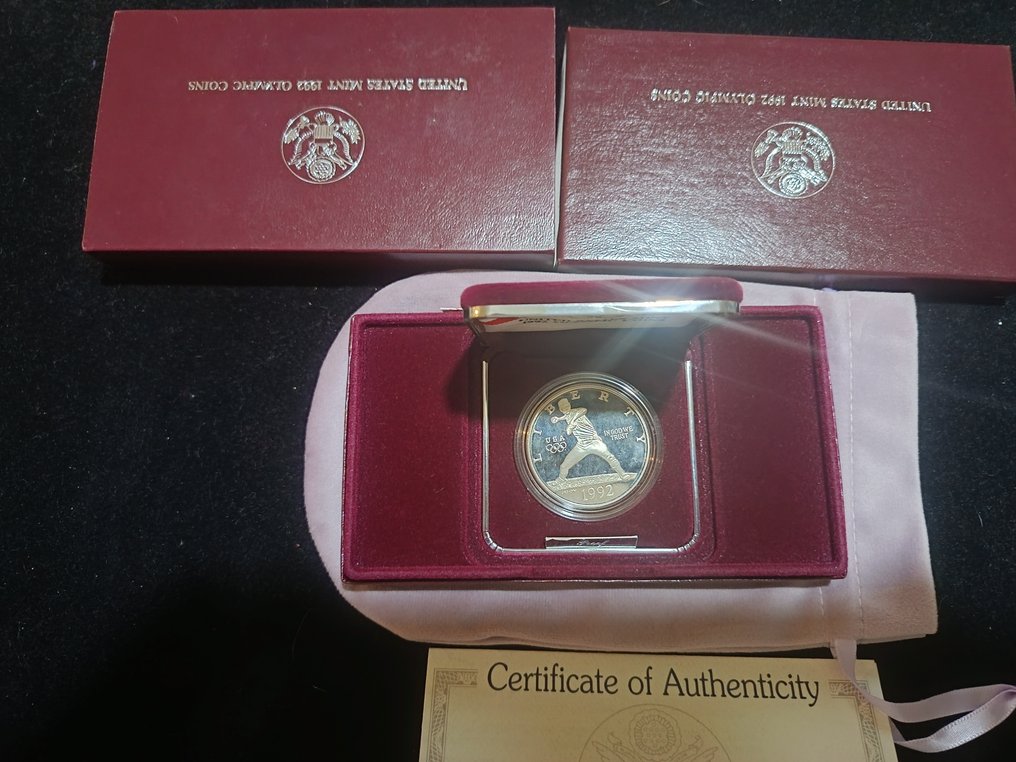 UNITED STATES MINT 1992 OLYMPIC COINS
UNITED STATES MINT 1992 OLYMPIC COINS
LIBERTY
USA
IN GOD WE
TRUST
1992
Proof
Certificate of Authenticity